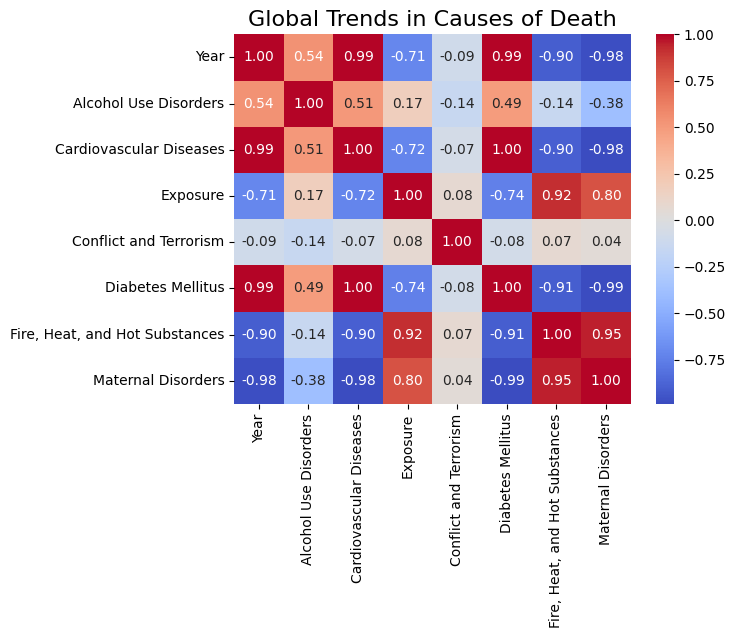 Global Trends in Causes of Death
Year 1.00 0.54 0.99 -0.71 -0.09 0.99 -0.90 -0.98
Alcohol Use Disorders 0.54 1.00 0.51 0.17 -0.14 0.49 -0.14 -0.38
Cardiovascular Diseases 0.99 0.51 1.00 -0.72 -0.07 1.00 -0.90 -0.98
Exposure -0.71 0.17 -0.72 1.00 0.08 -0.74 0.92 0.80
Conflict and Terrorism -0.09 -0.14 -0.07 0.08 1.00 -0.08 0.07 0.04
Diabetes Mellitus 0.99 0.49 1.00 -0.74 -0.08 1.00 -0.91 -0.99
Fire, Heat, and Hot Substances -0.90 -0.14 -0.90 0.92 0.07 -0.91 1.00 0.95
Maternal Disorders -0.98 -0.38 -0.98 0.80 0.04 -0.99 0.95 1.00
Year
Alcohol Use Disorders
Cardiovascular Diseases
Exposure
Conflict and Terrorism
Diabetes Mellitus
Fire, Heat, and Hot Substances
Maternal Disorders
1.00
0.75
0.50
0.25
0.00
-0.25
-0.50
-0.75